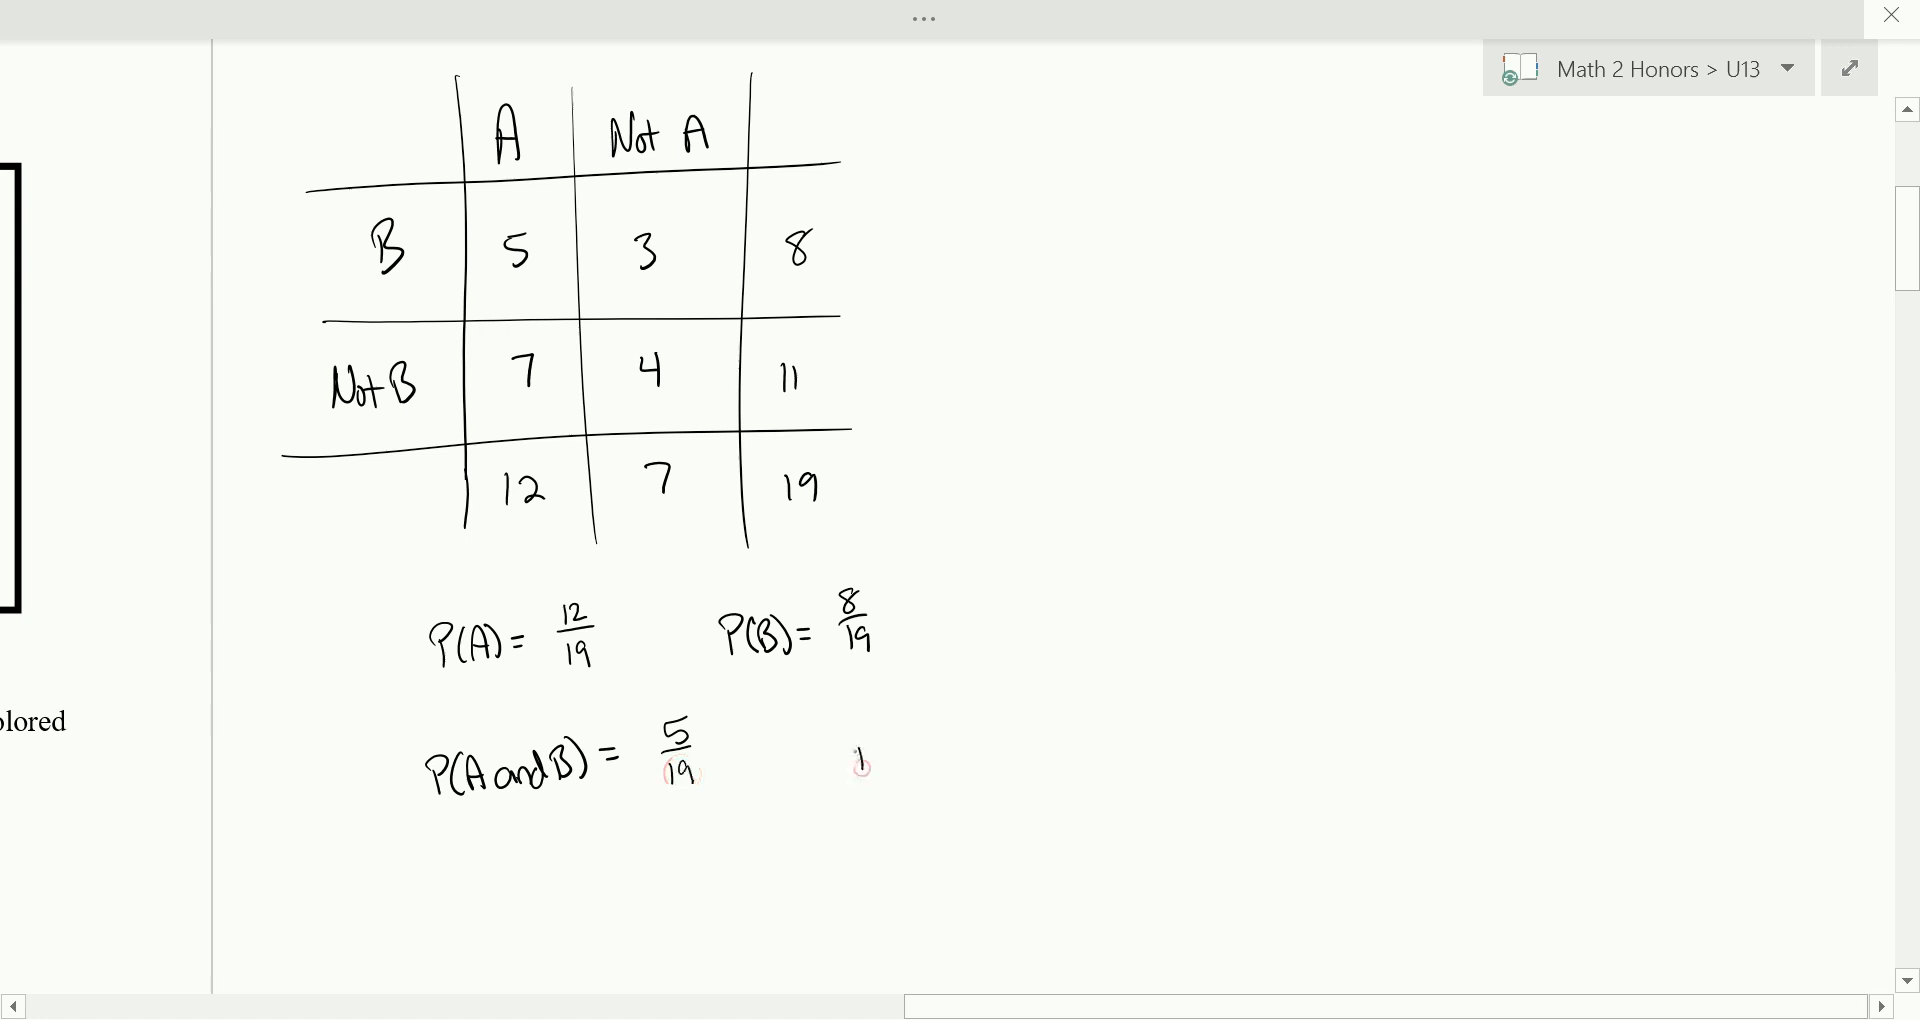 Math 2 Honors > U13
A Not A
B 5 3 8
Not B 7 4 11
12 7 19
P(A) = 12/19 P(B) = 8/19
olored
P(A and B) = 5/19